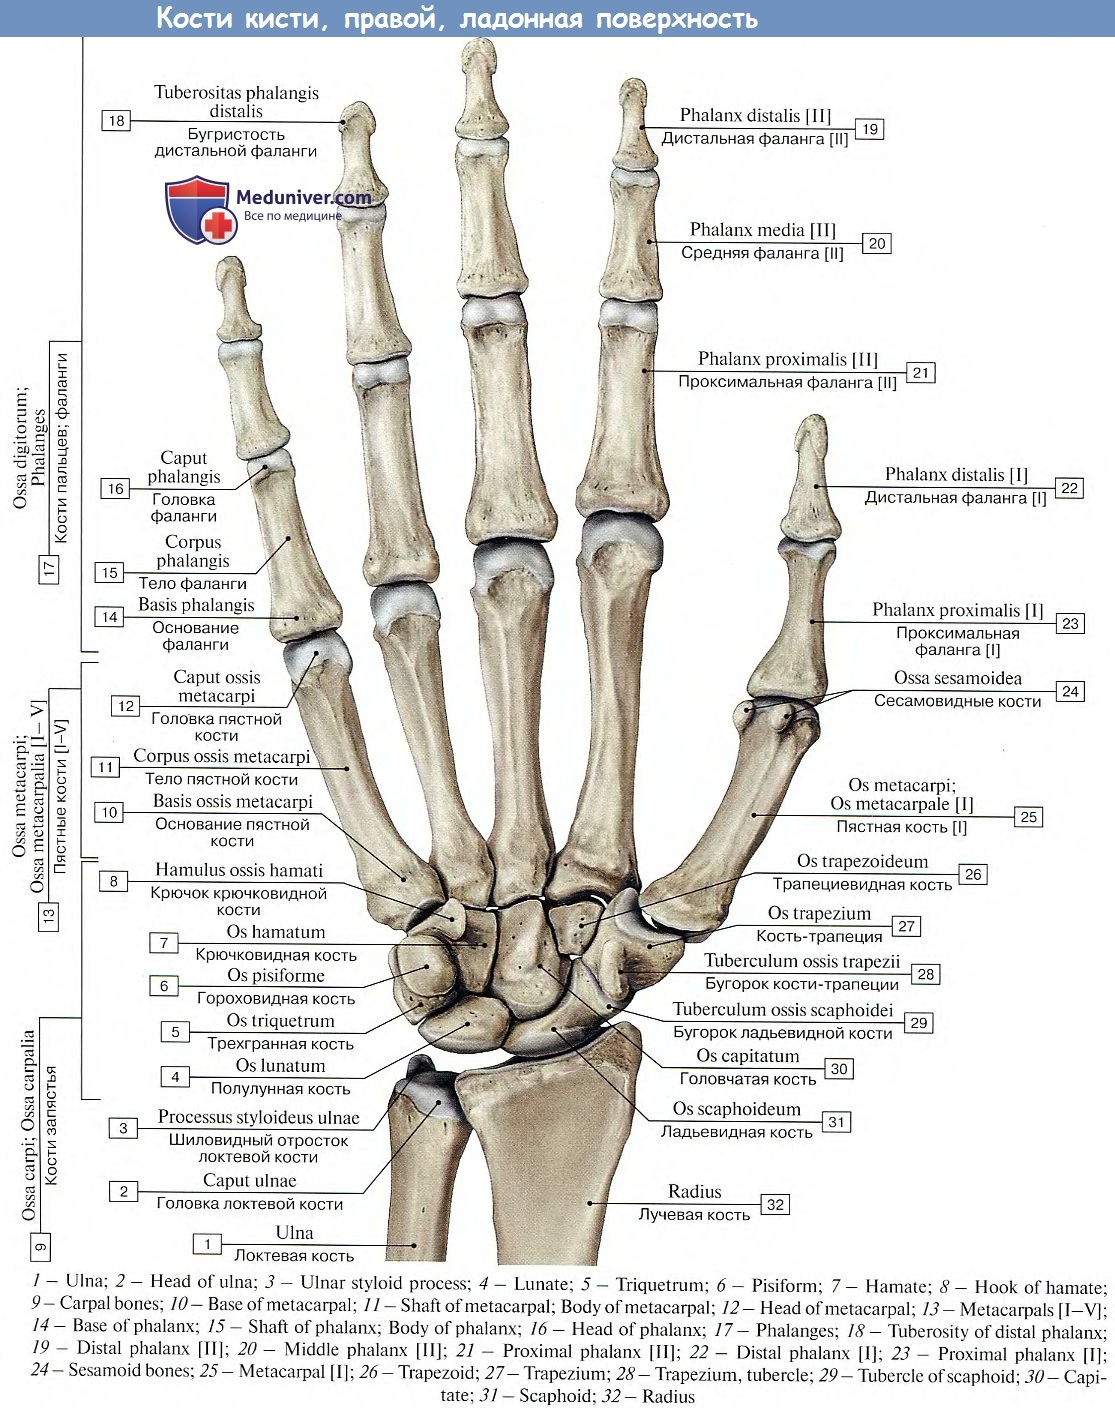 Кости кисти, правой, ладонная поверхность
Tuberositas phalangis
distalis
18
Бугристость
дистальной фаланги
Meduniver.com
Все по медицине
Phalanx distalis [II]
19
Дистальная фаланга [II]
Phalanx media [II]
20
Средняя фаланга [II]
Phalanx proximalis [II]
21
Проксимальная фаланга [II]
Ossa digitorum;
Phalanges
Кости пальцев; фаланги
17
Caput
phalangis
16
Головка
фаланги
Corpus
phalangis
15
Тело фаланги
Basis phalangis
14
Основание
фаланги
Phalanx distalis [I]
22
Дистальная фаланга [I]
Phalanx proximalis [I]
23
Проксимальная
фаланга [I]
Ossa sesamoidea
24
Сесамовидные кости
Ossa metacarpi;
Ossa metacarpalia [I– V]
Пястные кости [I–V]
13
Caput ossis
metacarpi
12
Головка пястной
кости
Corpus ossis metacarpi
11
Тело пястной кости
Basis ossis metacarpi
10
Основание пястной
кости
Os metacarpi;
Os metacarpale [I]
25
Пястная кость [I]
Hamulus ossis hamati
8
Крючок крючковидной
кости
Os hamatum
7
Крючковидная кость
Os pisiforme
6
Гороховидная кость
Os triquetrum
5
Трехгранная кость
Os lunatum
4
Полулунная кость
Os trapezoideum
26
Трапециевидная кость
Os trapezium
27
Кость-трапеция
Tuberculum ossis trapezii
28
Бугорок кости-трапеции
Tuberculum ossis scaphoidei
29
Бугорок ладьевидной кости
Os capitatum
30
Головчатая кость
Os scaphoideum
31
Ладьевидная кость
Ossa carpi; Ossa carpalia
Кости запястья
9
Processus styloideus ulnae
3
Шиловидный отросток
локтевой кости
Caput ulnae
2
Головка локтевой кости
Ulna
1
Локтевая кость
Radius
32
Лучевая кость
1 – Ulna; 2 – Head of ulna; 3 – Ulnar styloid process; 4 – Lunate; 5 – Triquetrum; 6 – Pisiform; 7 – Hamate; 8 – Hook of hamate;
9 – Carpal bones; 10 – Base of metacarpal; 11 – Shaft of metacarpal; Body of metacarpal; 12 – Head of metacarpal; 13 – Metacarpals [I–V];
14 – Base of phalanx; 15 – Shaft of phalanx; Body of phalanx; 16 – Head of phalanx; 17 – Phalanges; 18 – Tuberosity of distal phalanx;
19 – Distal phalanx [II]; 20 – Middle phalanx [II]; 21 – Proximal phalanx [II]; 22 – Distal phalanx [I]; 23 – Proximal phalanx [I];
24 – Sesamoid bones; 25 – Metacarpal [I]; 26 – Trapezoid; 27 – Trapezium; 28 – Trapezium, tubercle; 29 – Tubercle of scaphoid; 30 – Capi-
tate; 31 – Scaphoid; 32 – Radius